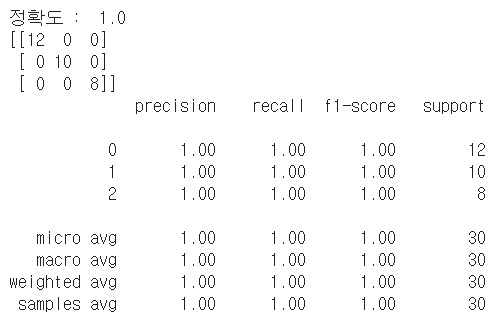 정확도 :  1.0
[[12  0  0]
 [ 0 10  0]
 [ 0  0  8]]
              precision    recall  f1-score   support

           0       1.00      1.00      1.00        12
           1       1.00      1.00      1.00        10
           2       1.00      1.00      1.00         8

   micro avg       1.00      1.00      1.00        30
   macro avg       1.00      1.00      1.00        30
weighted avg       1.00      1.00      1.00        30
 samples avg       1.00      1.00      1.00        30